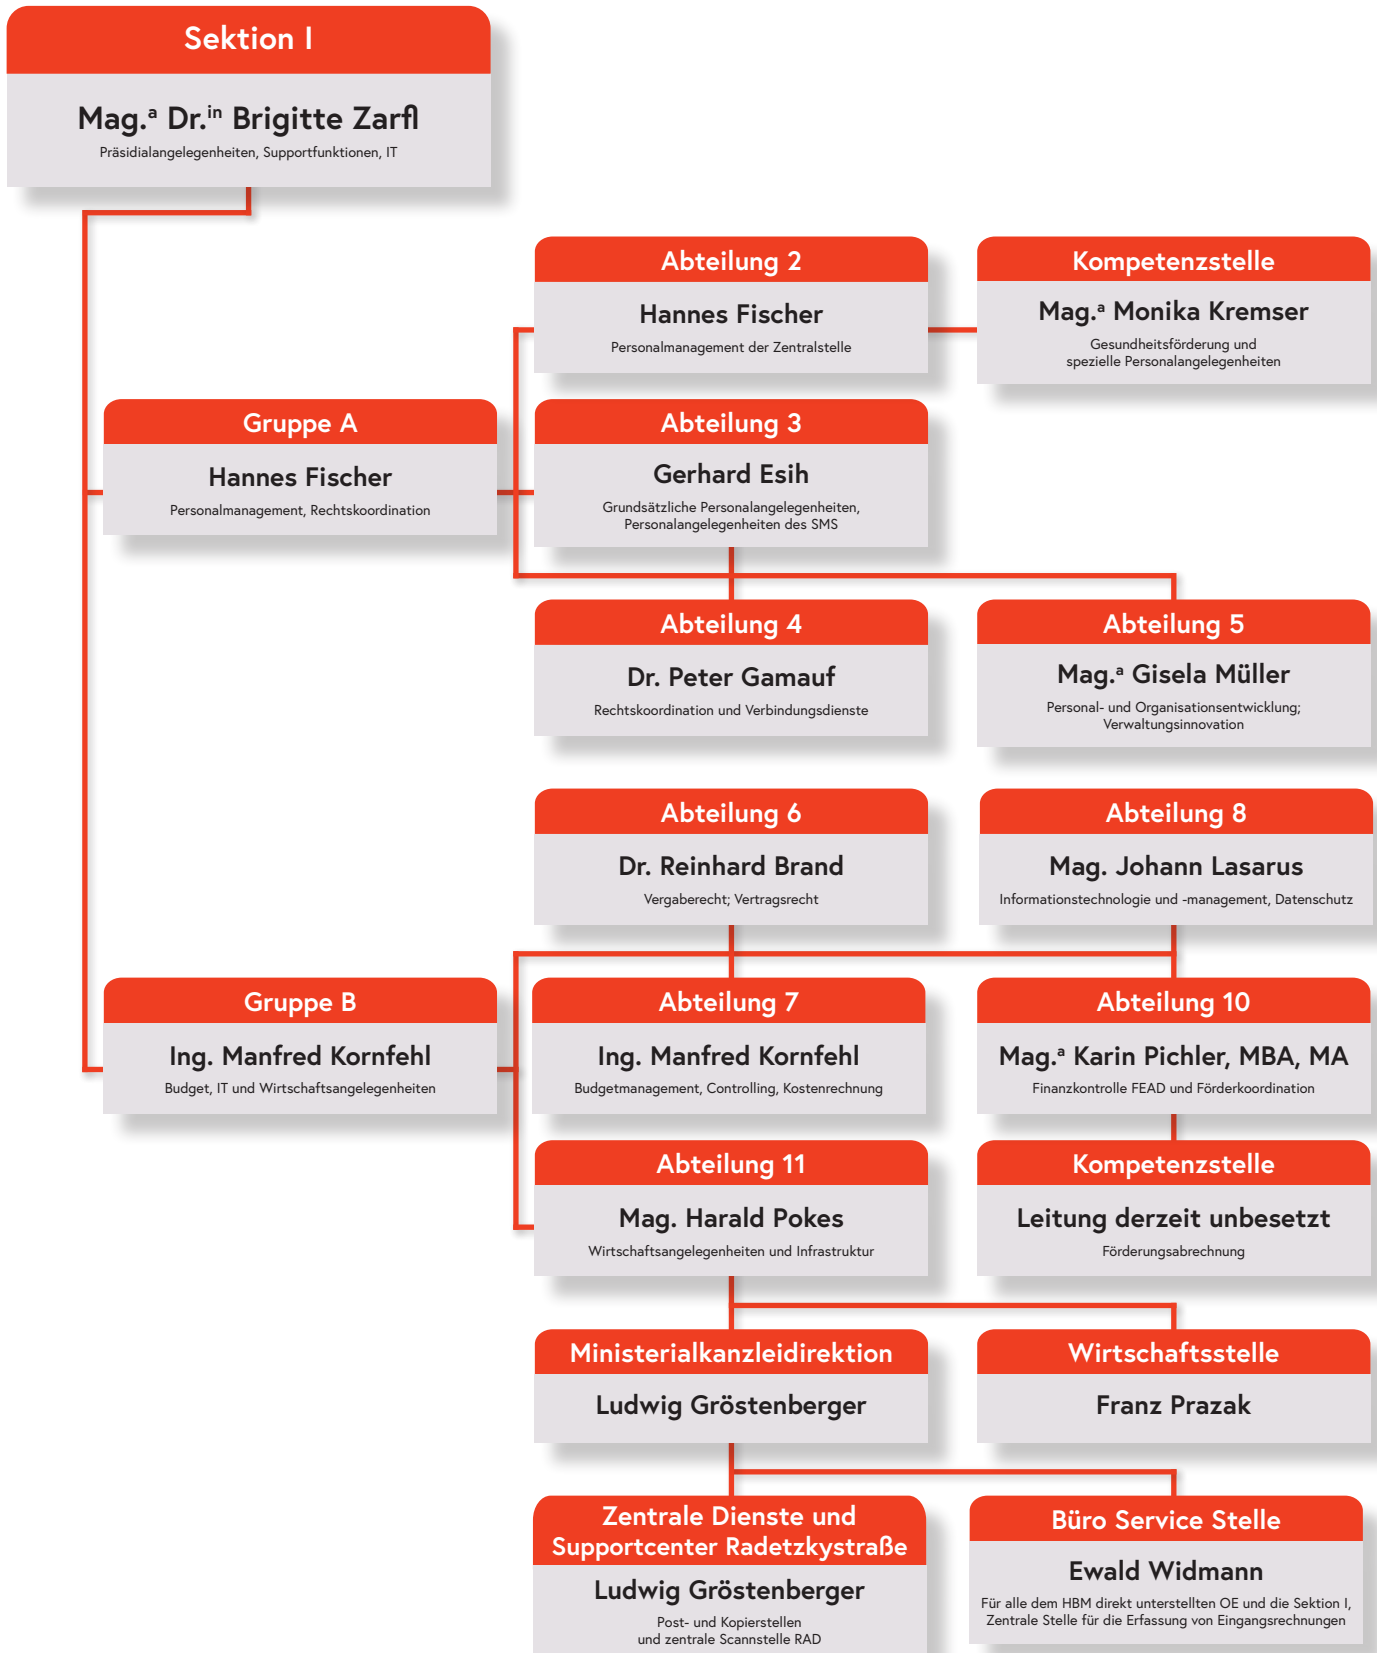 Sektion I
Mag.ª Dr.ⁱⁿ Brigitte Zarfl
Präsidialangelegenheiten, Supportfunktionen, IT
Abteilung 2
Hannes Fischer
Personalmanagement der Zentralstelle
Kompetenzstelle
Mag.ª Monika Kremser
Gesundheitsförderung und
spezielle Personalangelegenheiten
Gruppe A
Hannes Fischer
Personalmanagement, Rechtskoordination
Abteilung 3
Gerhard Esih
Grundsätzliche Personalangelegenheiten,
Personalangelegenheiten des SMS
Abteilung 4
Dr. Peter Gamauf
Rechtskoordination und Verbindungsdienste
Abteilung 5
Mag.ª Gisela Müller
Personal- und Organisationsentwicklung;
Verwaltungsinnovation
Abteilung 6
Dr. Reinhard Brand
Vergaberecht; Vertragsrecht
Abteilung 8
Mag. Johann Lasarus
Informationstechnologie und -management, Datenschutz
Gruppe B
Ing. Manfred Kornfehl
Budget, IT und Wirtschaftsangelegenheiten
Abteilung 7
Ing. Manfred Kornfehl
Budgetmanagement, Controlling, Kostenrechnung
Abteilung 10
Mag.ª Karin Pichler, MBA, MA
Finanzkontrolle FEAD und Förderkoordination
Abteilung 11
Mag. Harald Pokes
Wirtschaftsangelegenheiten und Infrastruktur
Kompetenzstelle
Leitung derzeit unbesetzt
Förderungsabrechnung
Ministerialkanzleidirektion
Ludwig Gröstenberger
Wirtschaftsstelle
Franz Prazak
Zentrale Dienste und
Supportcenter Radetzkystraße
Ludwig Gröstenberger
Post- und Kopierstellen
und zentrale Scannstelle RAD
Büro Service Stelle
Ewald Widmann
Für alle dem HBM direkt unterstellten OE und die Sektion I,
Zentrale Stelle für die Erfassung von Eingangsrechnungen